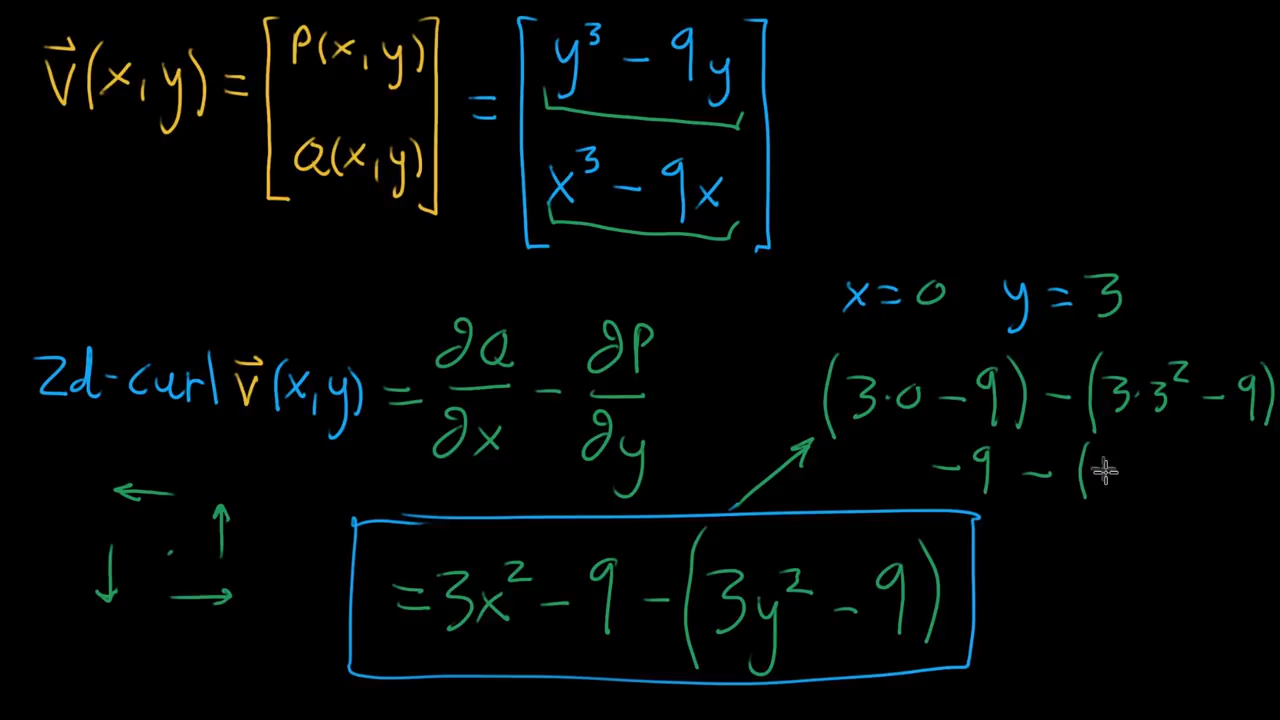 v⃗(x,y) = [P(x,y) Q(x,y)] = [y³ - 9y x³ - 9x]
x=0 y=3
2d-curl v⃗(x,y) = ∂Q/∂x - ∂P/∂y
(3·0 - 9) - (3·3² - 9)
-9 - (
=3x² - 9 - (3y² - 9)